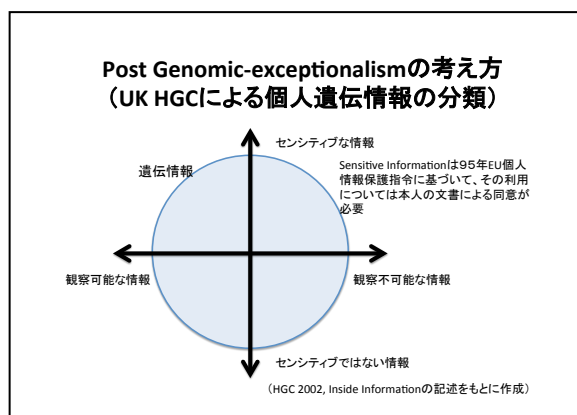 Post Genomic-exceptionalismの考え方
（UK HGCによる個人遺伝情報の分類）
センシティブな情報
遺伝情報
Sensitive Informationは９５年EU個人
情報保護指令に基づいて、その利用
については本人の文書による同意が
必要
観察可能な情報
観察不可能な情報
センシティブではない情報
（HGC 2002, Inside Informationの記述をもとに作成）